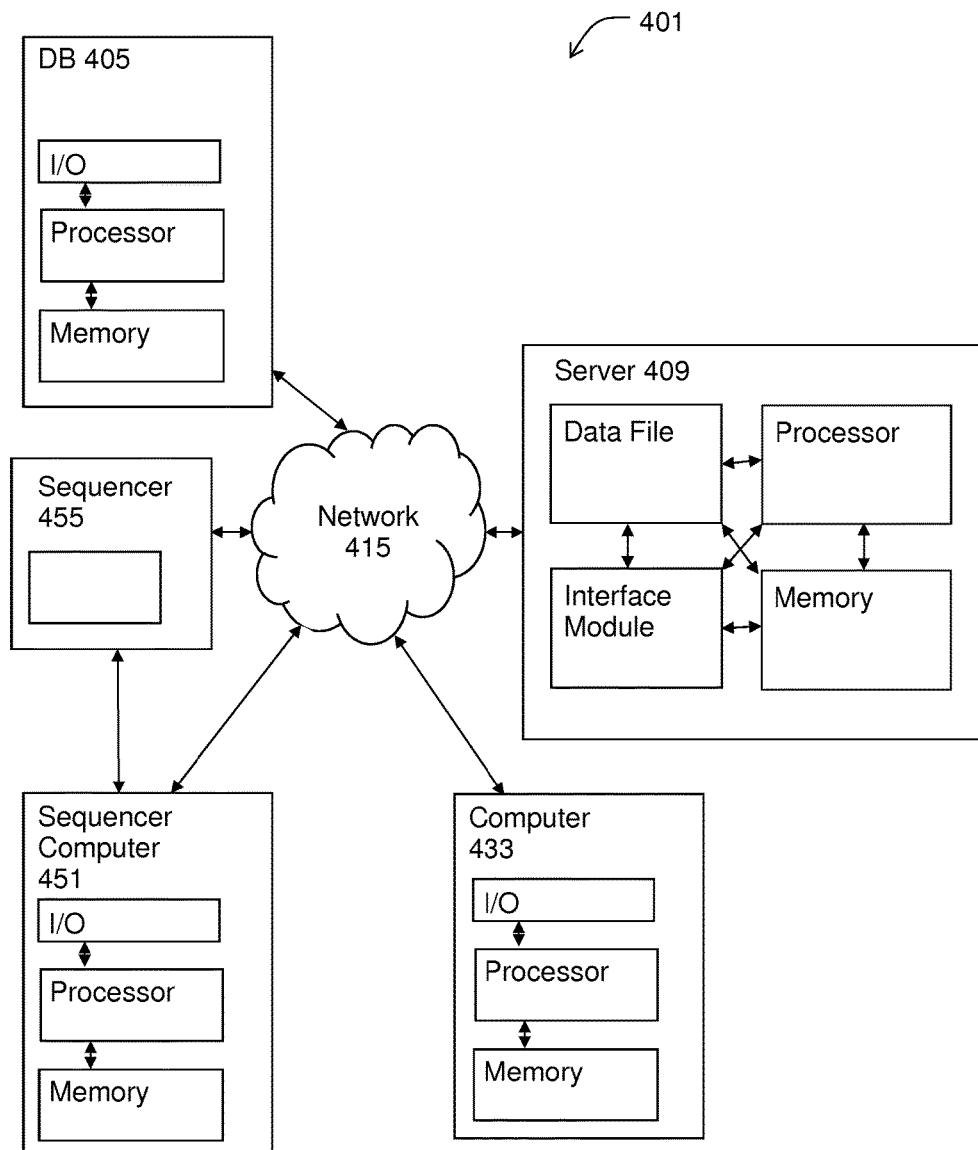 401
DB 405
I/O
Processor
Memory
Server 409
Data File
Processor
Interface
Module
Memory
Sequencer
455
Network
415
Sequencer
Computer
451
I/O
Processor
Memory
Computer
433
I/O
Processor
Memory